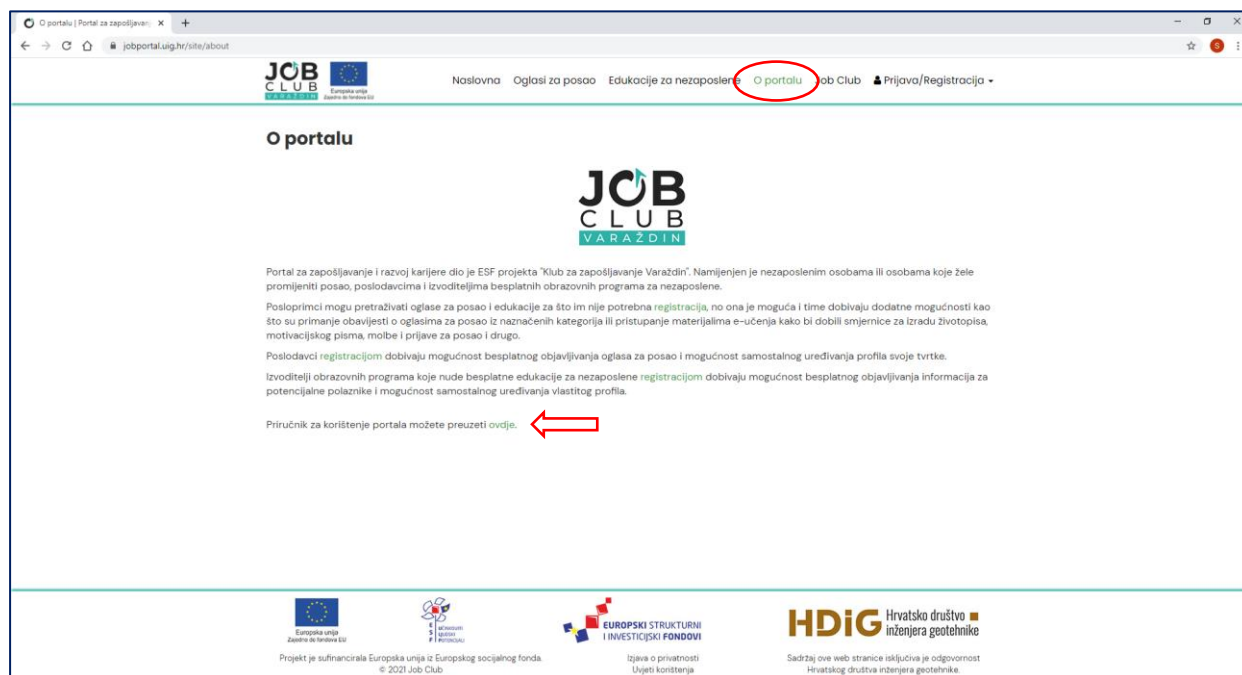 O portalu | Portal za zapošljavan
jobportal.uig.hr/site/about
S
JOB
CLUB
VARAŽDIN
Europska unija
Zajedno do fondova EU
Naslovna Oglasi za posao Edukacije za nezaposlene O portalu Job Club Prijava/Registracija
O portalu
JOB
CLUB
VARAŽDIN
Portal za zapošljavanje i razvoj karijere dio je ESF projekta "Klub za zapošljavanje Varaždin". Namijenjen je nezaposlenim osobama ili osobama koje žele
promijeniti posao, poslodavcima i izvoditeljima besplatnih obrazovnih programa za nezaposlene.
Posloprimci mogu pretraživati oglase za posao i edukacije za što im nije potrebna registracija, no ona je moguća i time dobivaju dodatne mogućnosti kao
što su primanje obavijesti o oglasima za posao iz naznačenih kategorija ili pristupanje materijalima e-učenja kako bi dobili smjernice za izradu životopisa,
motivacijskog pisma, molbe i prijave za posao i drugo.
Poslodavci registracijom dobivaju mogućnost besplatnog objavljivanja oglasa za posao i mogućnost samostalnog uređivanja profila svoje tvrtke.
Izvoditelji obrazovnih programa koje nude besplatne edukacije za nezaposlene registracijom dobivaju mogućnost besplatnog objavljivanja informacija za
potencijalne polaznike i mogućnost samostalnog uređivanja vlastitog profila.
Priručnik za korištenje portala možete preuzeti ovdje.
Europska unija
Zajedno do fondova EU
E UČINKOVITI
S LJUDSKI
F POTENCIJALI
EUROPSKI STRUKTURNI
I INVESTICIJSKI FONDOVI
HDiG Hrvatsko društvo
inženjera geotehnike
Projekt je sufinancirala Europska unija iz Europskog socijalnog fonda.
© 2021 Job Club
Izjava o privatnosti
Uvjeti korištenja
Sadržaj ove web stranice isključiva je odgovornost
Hrvatskog društva inženjera geotehnike.